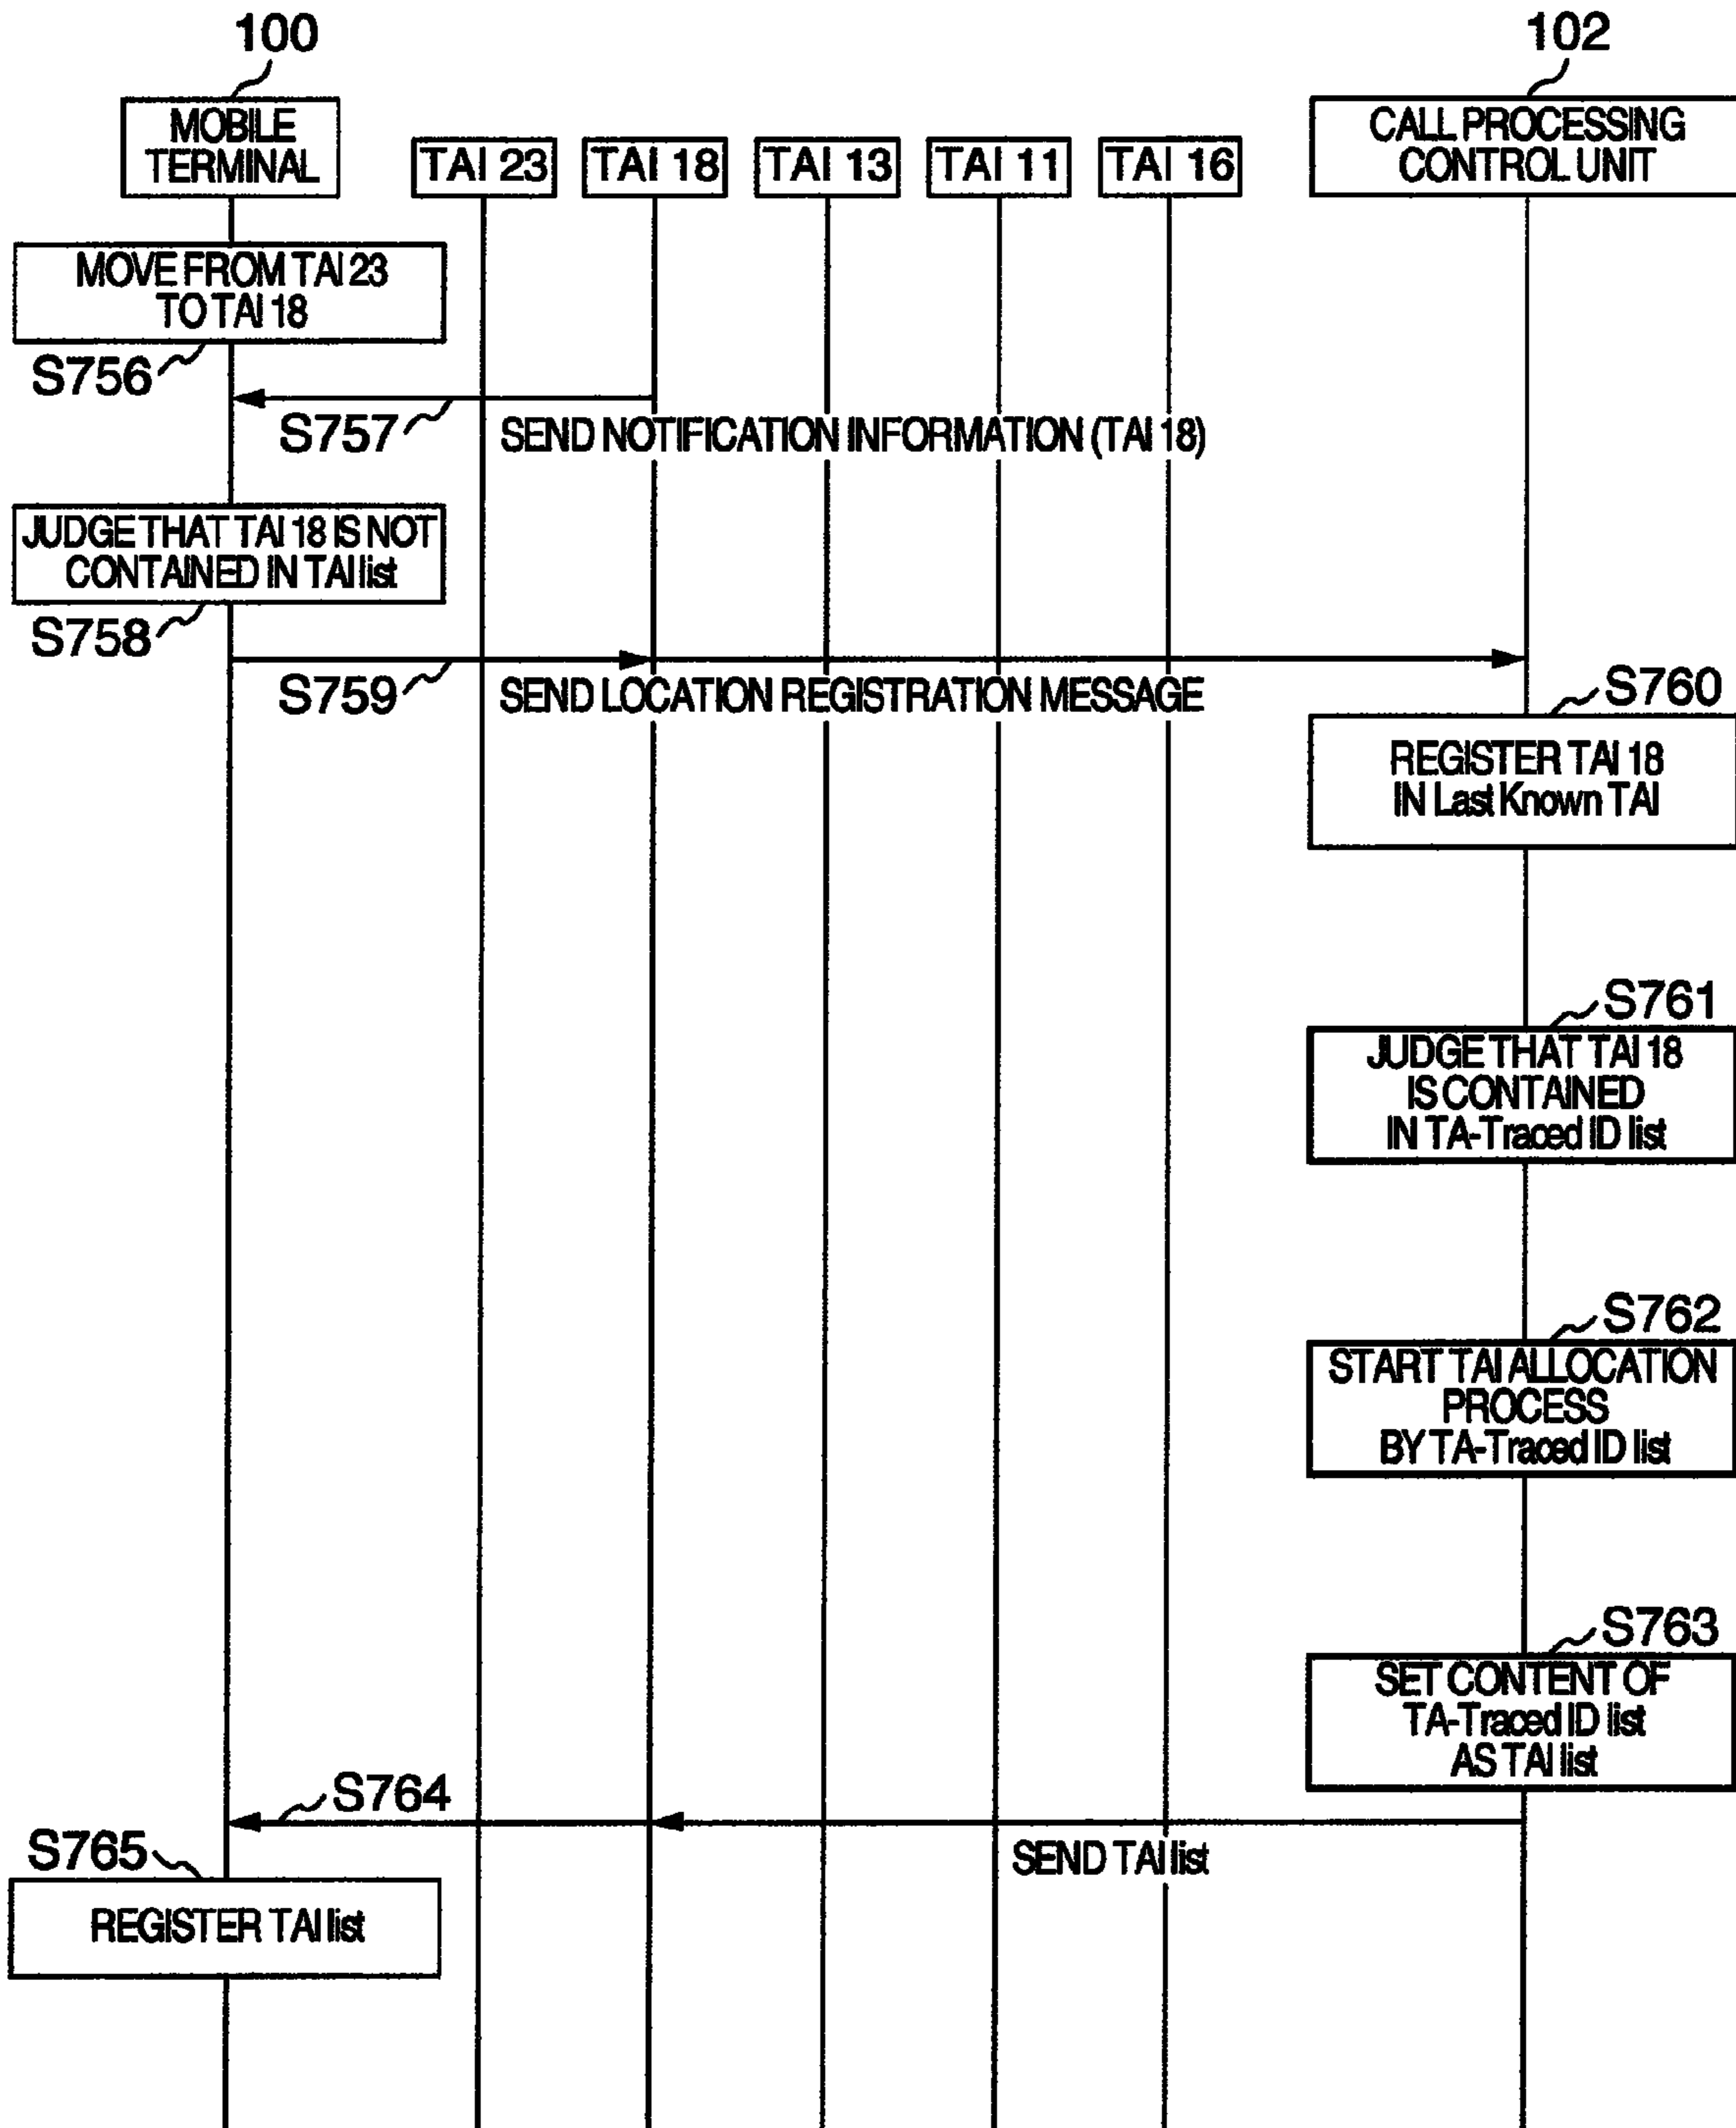 100
102
MOBILE
TERMINAL
TAI 23
TAI 18
TAI 13
TAI 11
TAI 16
CALL PROCESSING
CONTROL UNIT
MOVE FROM TAI 23
TO TAI 18
S756
S757
SEND NOTIFICATION INFORMATION (TAI 18)
JUDGE THAT TAI 18 IS NOT
CONTAINED IN TAI list
S758
S759
SEND LOCATION REGISTRATION MESSAGE
S760
REGISTER TAI 18
IN Last Known TAI
S761
JUDGE THAT TAI 18
IS CONTAINED
IN TA-Traced ID list
S762
START TAI ALLOCATION
PROCESS
BY TA-Traced ID list
S763
SET CONTENT OF
TA-Traced ID list
AS TAI list
S764
SEND TAI list
S765
REGISTER TAI list